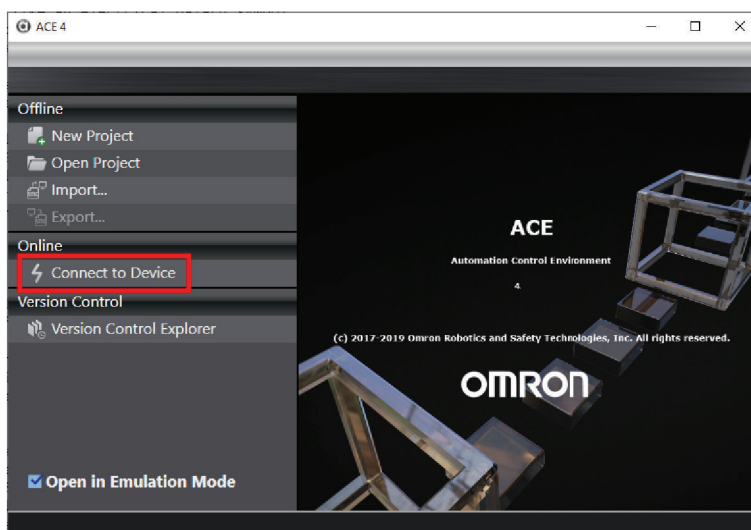 ACE 4
Offline
New Project
Open Project
Import...
Export...
Online
Connect to Device
Version Control
Version Control Explorer
Open in Emulation Mode
ACE
Automation Control Environment
4
(c) 2017-2019 Omron Robotics and Safety Technologies, Inc. All rights reserved.
OMRON